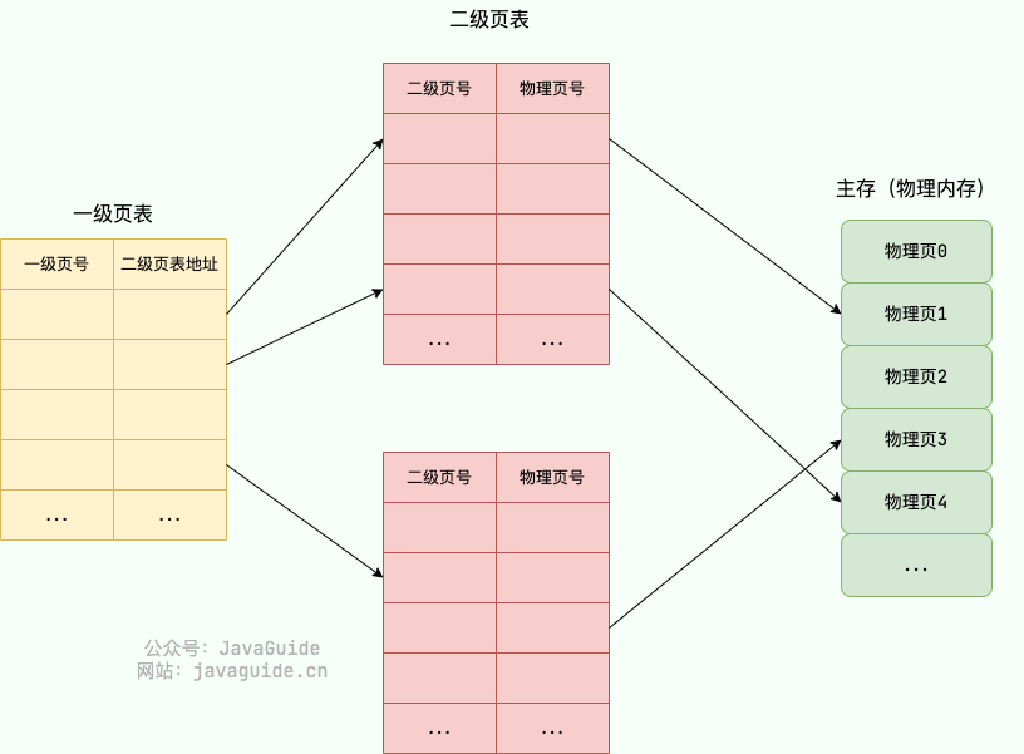 二级页表
二级页号 物理页号
... ...
一级页表
一级页号 二级页表地址
... ...
二级页号 物理页号
... ...
主存（物理内存）
物理页0
物理页1
物理页2
物理页3
物理页4
...
公众号：JavaGuide
网站：javaguide.cn